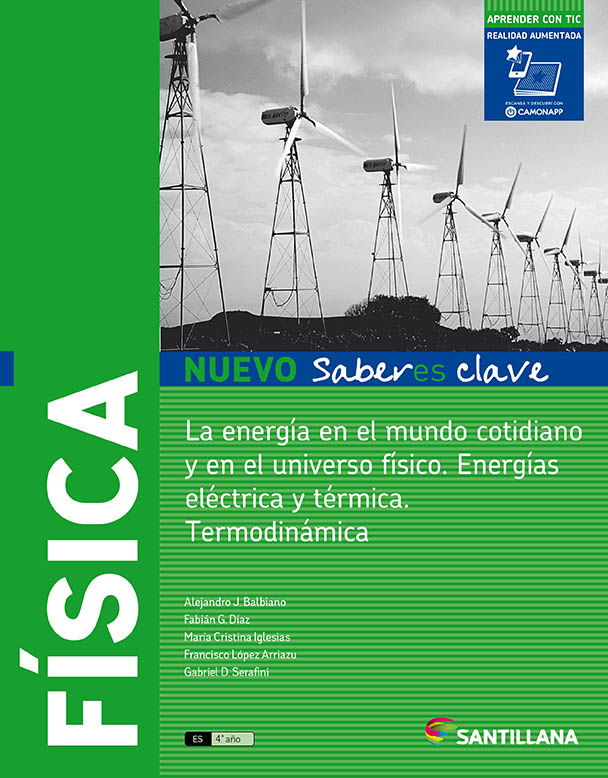 APRENDER CON TIC
REALIDAD AUMENTADA
ESCANEÁ Y DESCUBRÍ CON
CAMONAPP
NUEVO Saberes clave
FÍSICA
La energía en el mundo cotidiano
y en el universo físico. Energías
eléctrica y térmica.
Termodinámica
Alejandro J. Balbiano
Fabián G. Díaz
María Cristina Iglesias
Francisco López Arriazu
Gabriel D. Serafini
ES 4.º año
SANTILLANA